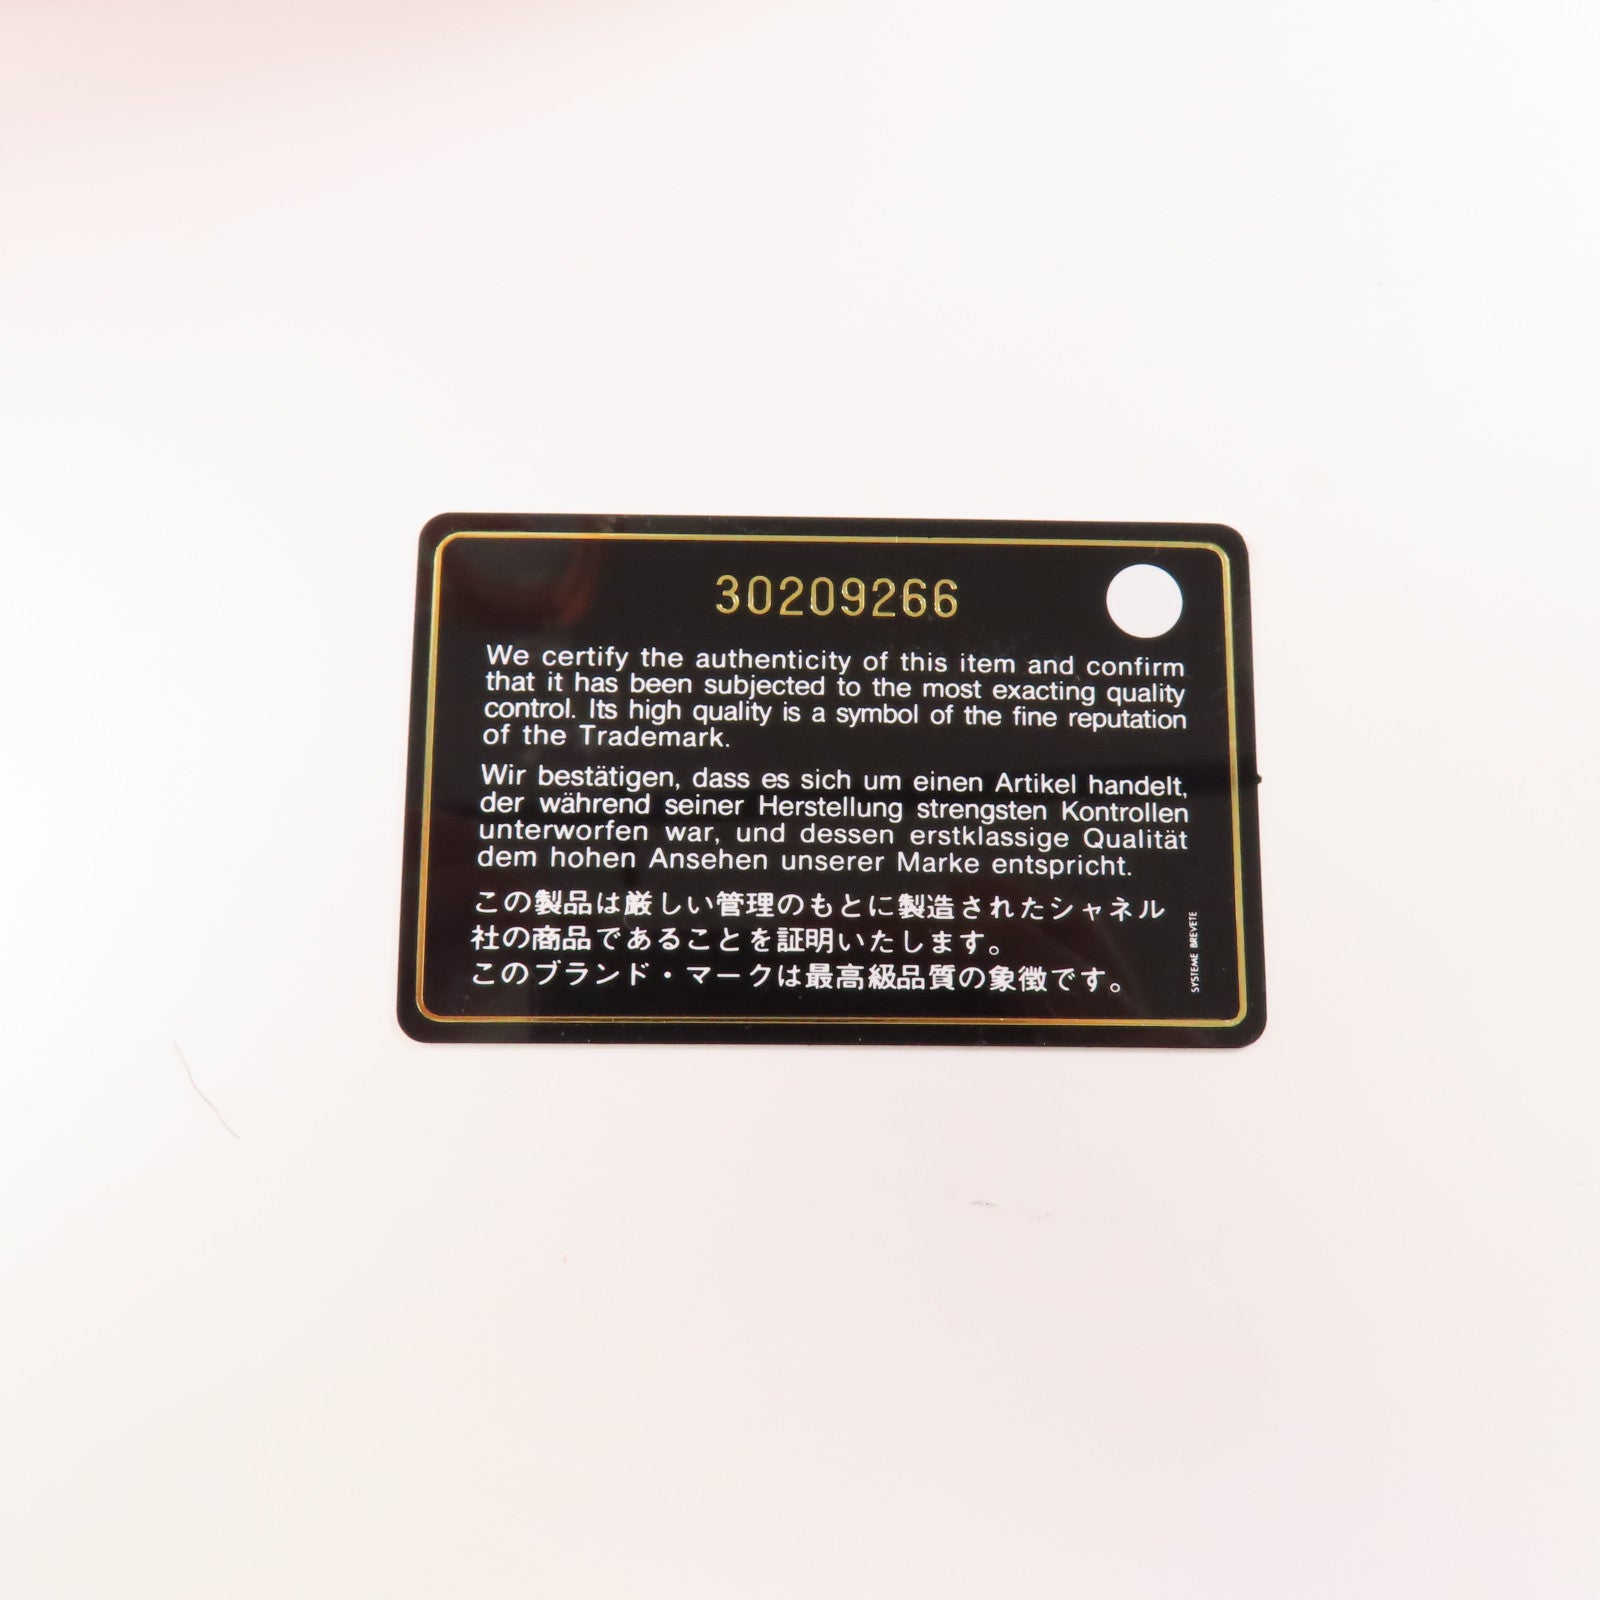 30209266
We certify the authenticity of this item and confirm
that it has been subjected to the most exacting quality
control. Its high quality is a symbol of the fine reputation
of the Trademark.
Wir bestätigen, dass es sich um einen Artikel handelt,
der während seiner Herstellung strengsten Kontrollen
unterworfen war, und dessen erstklassige Qualität
dem hohen Ansehen unserer Marke entspricht.
この製品は厳しい管理のもとに製造されたシャネル
社の商品であることを証明いたします。
このブランド・マークは最高級品質の象徴です。
SYSTEME BREVETE